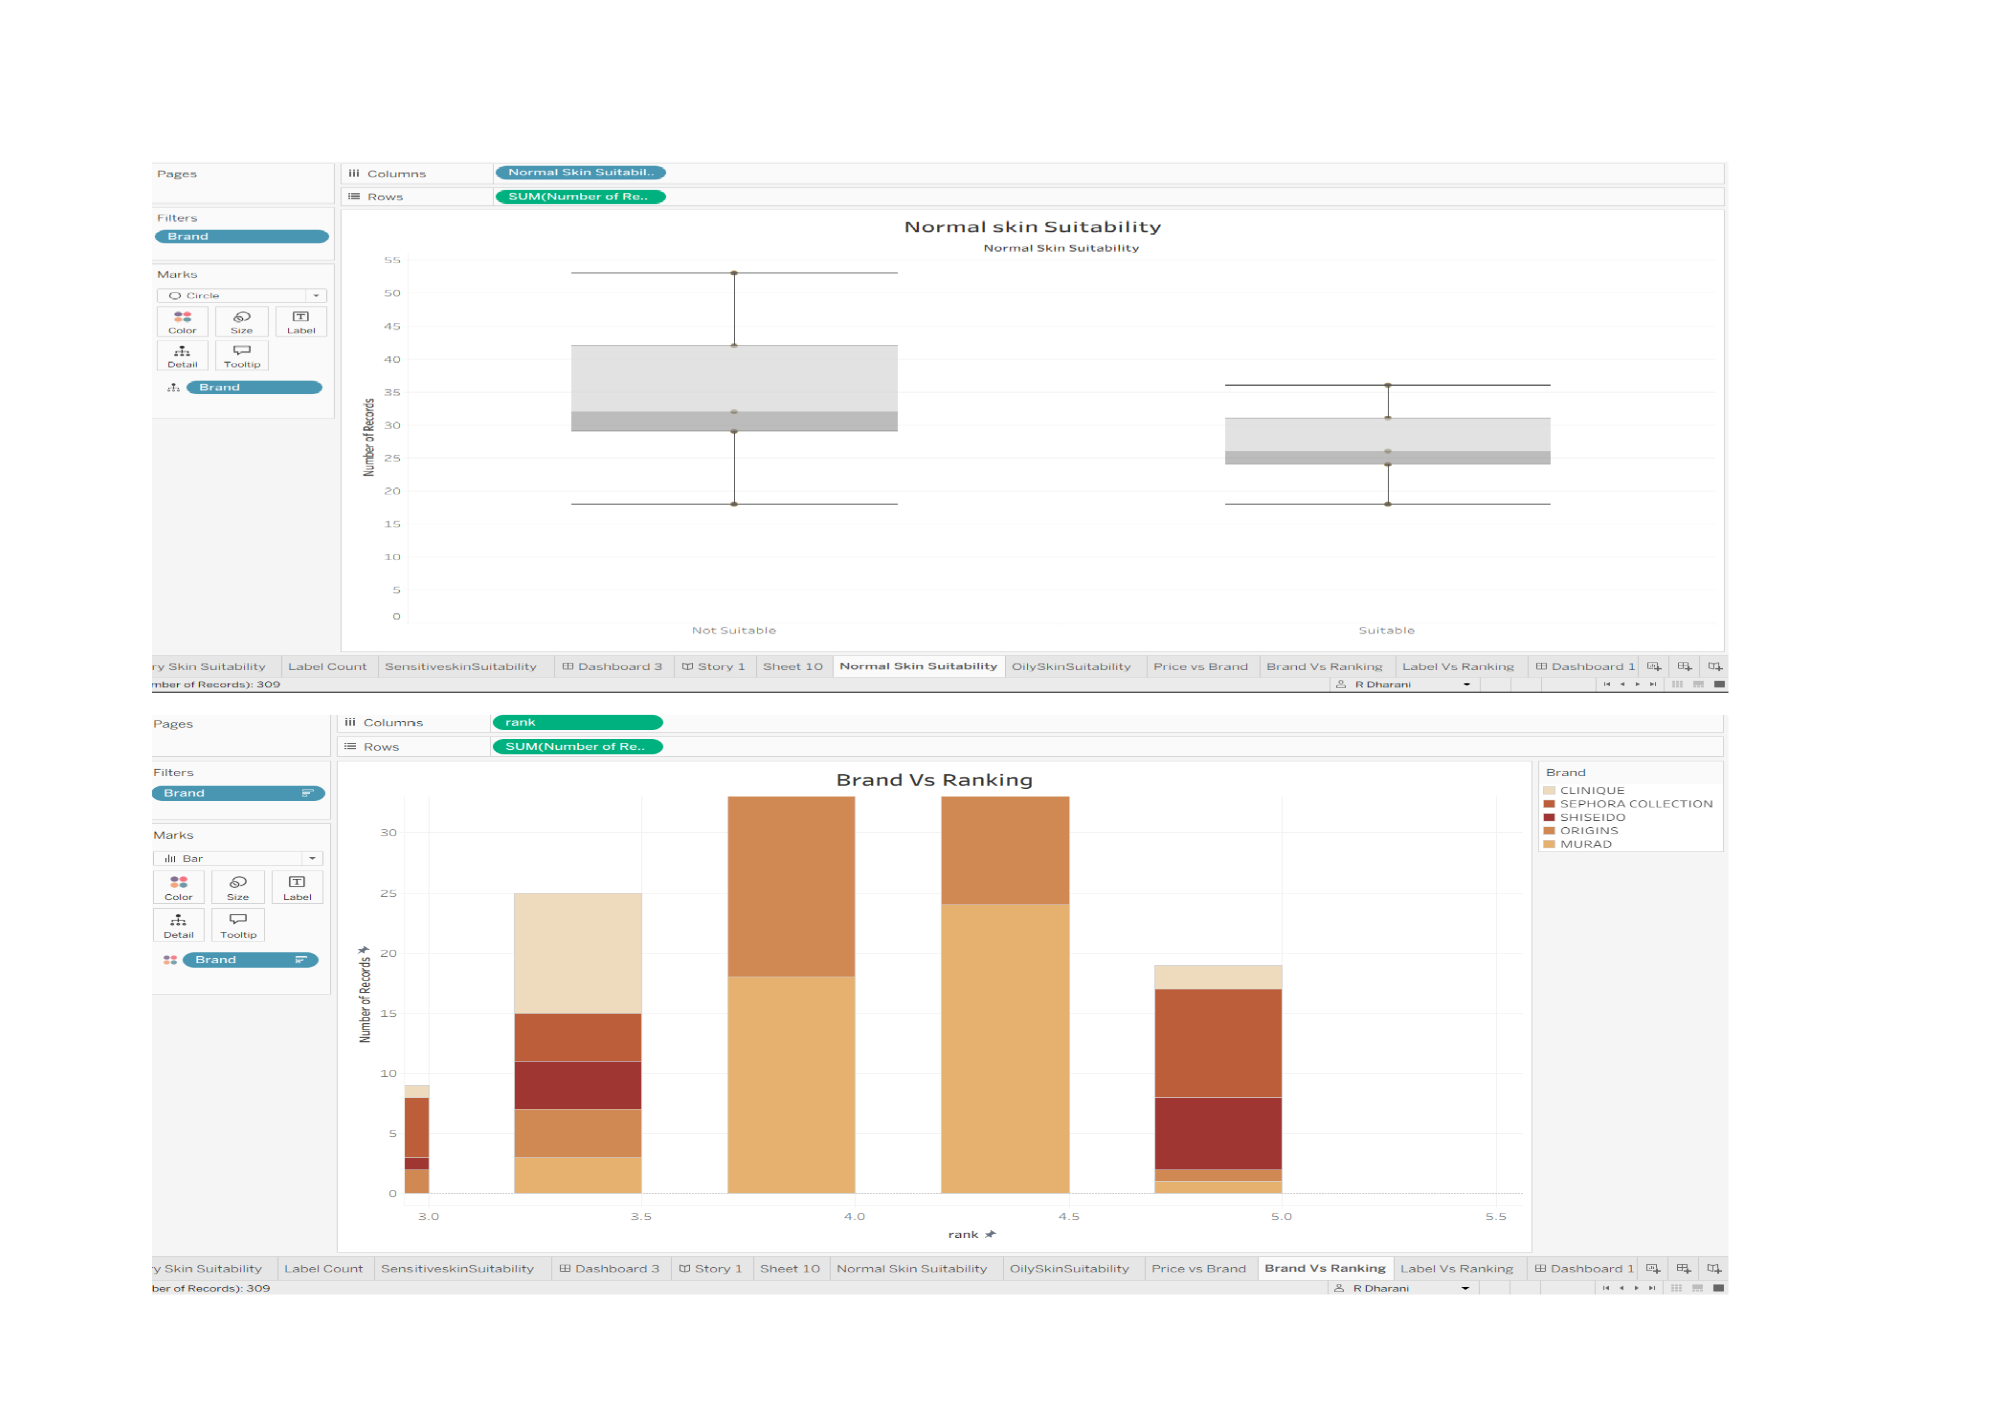 Pages
Columns
Normal Skin Suitabil..
Rows
SUM(Number of Re..
Filters
Brand
Marks
Circle
Color
Size
Label
Detail
Tooltip
Brand
Normal skin Suitability
Normal Skin Suitability
Number of Records
55
50
45
40
35
30
25
20
15
10
5
0
Not Suitable
Suitable
ry Skin Suitability
Label Count
SensitiveskinSuitability
Dashboard 3
Story 1
Sheet 10
Normal Skin Suitability
OilySkinSuitability
Price vs Brand
Brand Vs Ranking
Label Vs Ranking
Dashboard 1
mber of Records): 309
R Dharani
Pages
Columns
rank
Rows
SUM(Number of Re..
Filters
Brand
Marks
Bar
Color
Size
Label
Detail
Tooltip
Brand
Brand Vs Ranking
Number of Records
30
25
20
15
10
5
0
3.0
3.5
4.0
4.5
5.0
5.5
rank
Brand
CLINIQUE
SEPHORA COLLECTION
SHISEIDO
ORIGINS
MURAD
y Skin Suitability
Label Count
SensitiveskinSuitability
Dashboard 3
Story 1
Sheet 10
Normal Skin Suitability
OilySkinSuitability
Price vs Brand
Brand Vs Ranking
Label Vs Ranking
Dashboard 1
ber of Records): 309
R Dharani